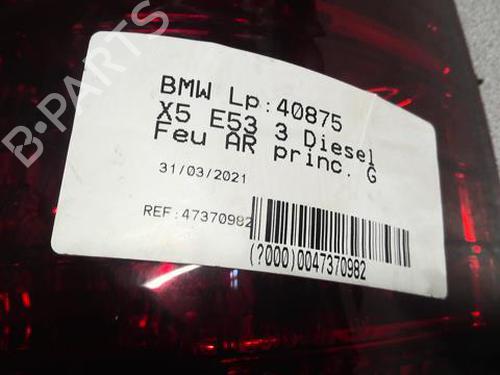 B-PARTS
BMW Lp:40875
X5 E53 3 Diesel
Feu AR princ. G
31/03/2021
REF:47370982
(?000)0047370982